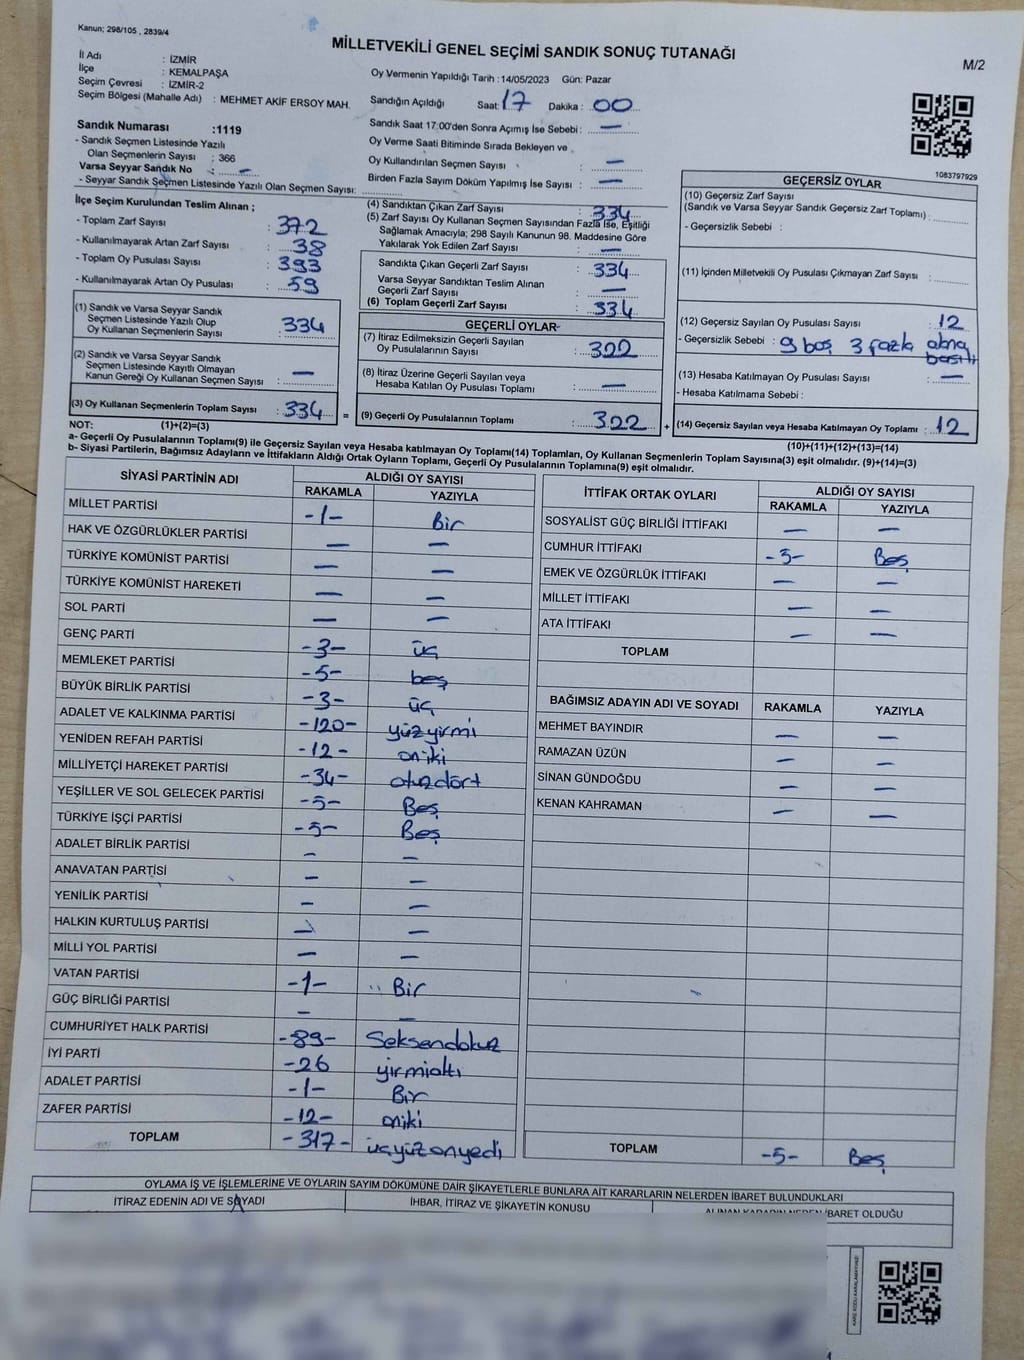 Kanun; 298/105 , 2839/4
MİLLETVEKİLİ GENEL SEÇİMİ SANDIK SONUÇ TUTANAĞI
M/2
İl Adı : İZMİR
İlçe : KEMALPAŞA
Seçim Çevresi : İZMİR-2
Seçim Bölgesi (Mahalle Adı) : MEHMET AKİF ERSOY MAH.
Oy Vermenin Yapıldığı Tarih : 14/05/2023 Gün: Pazar
Sandığın Açıldığı Saat: 17 Dakika : 00
Sandık Saat 17:00'den Sonra Açımış İse Sebebi : —
Oy Verme Saati Bitiminde Sırada Bekleyen ve
Oy Kullandırılan Seçmen Sayısı : —
Birden Fazla Sayım Döküm Yapılmış İse Sayısı : —
Sandık Numarası :1119
- Sandık Seçmen Listesinde Yazılı
Olan Seçmenlerin Sayısı : 366
Varsa Seyyar Sandık No : —
- Seyyar Sandık Seçmen Listesinde Yazılı Olan Seçmen Sayısı:
1083797929
İlçe Seçim Kurulundan Teslim Alınan ;
- Toplam Zarf Sayısı : 372
- Kullanılmayarak Artan Zarf Sayısı : 38
- Toplam Oy Pusulası Sayısı : 393
- Kullanılmayarak Artan Oy Pusulası : 59
(1) Sandık ve Varsa Seyyar Sandık
Seçmen Listesinde Yazılı Olup
Oy Kullanan Seçmenlerin Sayısı : 334
(2) Sandık ve Varsa Seyyar Sandık
Seçmen Listesinde Kayıtlı Olmayan
Kanun Gereği Oy Kullanan Seçmen Sayısı : —
(3) Oy Kullanan Seçmenlerin Toplam Sayısı : 334 =
(4) Sandıktan Çıkan Zarf Sayısı : 334
(5) Zarf Sayısı Oy Kullanan Seçmen Sayısından Fazla İse, Eşitliği
Sağlamak Amacıyla; 298 Sayılı Kanunun 98. Maddesine Göre
Yakılarak Yok Edilen Zarf Sayısı : —
Sandıkta Çıkan Geçerli Zarf Sayısı : 334
Varsa Seyyar Sandıktan Teslim Alınan
Geçerli Zarf Sayısı : —
(6) Toplam Geçerli Zarf Sayısı : 334
GEÇERLİ OYLAR
(7) İtiraz Edilmeksizin Geçerli Sayılan
Oy Pusulalarının Sayısı : 322
(8) İtiraz Üzerine Geçerli Sayılan veya
Hesaba Katılan Oy Pusulası Toplamı : —
(9) Geçerli Oy Pusulalarının Toplamı : 322 +
GEÇERSİZ OYLAR
(10) Geçersiz Zarf Sayısı
(Sandık ve Varsa Seyyar Sandık Geçersiz Zarf Toplamı) :
- Geçersizlik Sebebi :
(11) İçinden Milletvekili Oy Pusulası Çıkmayan Zarf Sayısı :
(12) Geçersiz Sayılan Oy Pusulası Sayısı : 12
- Geçersizlik Sebebi : 9 boş 3 fazla alana
basılı
(13) Hesaba Katılmayan Oy Pusulası Sayısı : —
- Hesaba Katılmama Sebebi :
(14) Geçersiz Sayılan veya Hesaba Katılmayan Oy Toplamı : 12
NOT: (1)+(2)=(3)
(10)+(11)+(12)+(13)=(14)
a- Geçerli Oy Pusulalarının Toplamı(9) ile Geçersiz Sayılan veya Hesaba katılmayan Oy Toplamı(14) Toplamları, Oy Kullanan Seçmenlerin Toplam Sayısına(3) eşit olmalıdır. (9)+(14)=(3)
b- Siyasi Partilerin, Bağımsız Adayların ve İttifakların Aldığı Ortak Oyların Toplamı, Geçerli Oy Pusulalarının Toplamına(9) eşit olmalıdır.
SİYASİ PARTİNİN ADI ALDIĞI OY SAYISI
RAKAMLA YAZIYLA
MİLLET PARTİSİ -1- Bir
HAK VE ÖZGÜRLÜKLER PARTİSİ — —
TÜRKİYE KOMÜNİST PARTİSİ — —
TÜRKİYE KOMÜNİST HAREKETİ — —
SOL PARTİ — —
GENÇ PARTİ -3- üç
MEMLEKET PARTİSİ -5- beş
BÜYÜK BİRLİK PARTİSİ -3- üç
ADALET VE KALKINMA PARTİSİ -120- yüzyirmi
YENİDEN REFAH PARTİSİ -12- oniki
MİLLİYETÇİ HAREKET PARTİSİ -34- otuzdört
YEŞİLLER VE SOL GELECEK PARTİSİ -5- Beş
TÜRKİYE İŞÇİ PARTİSİ -5- Beş
ADALET BİRLİK PARTİSİ — —
ANAVATAN PARTİSİ — —
YENİLİK PARTİSİ — —
HALKIN KURTULUŞ PARTİSİ — —
MİLLİ YOL PARTİSİ — —
VATAN PARTİSİ -1- Bir
GÜÇ BİRLİĞİ PARTİSİ — —
CUMHURİYET HALK PARTİSİ -89- Seksendokuz
İYİ PARTİ -26 yirmialtı
ADALET PARTİSİ -1- Bir
ZAFER PARTİSİ -12- oniki
TOPLAM -317- üçyüzonyedi
İTTİFAK ORTAK OYLARI ALDIĞI OY SAYISI
RAKAMLA YAZIYLA
SOSYALİST GÜÇ BİRLİĞİ İTTİFAKI — —
CUMHUR İTTİFAKI -5- Beş
EMEK VE ÖZGÜRLÜK İTTİFAKI — —
MİLLET İTTİFAKI — —
ATA İTTİFAKI — —
TOPLAM
BAĞIMSIZ ADAYIN ADI VE SOYADI RAKAMLA YAZIYLA
MEHMET BAYINDIR — —
RAMAZAN ÜZÜN — —
SİNAN GÜNDOĞDU — —
KENAN KAHRAMAN — —
TOPLAM -5- Beş
OYLAMA İŞ VE İŞLEMLERİNE VE OYLARIN SAYIM DÖKÜMÜNE DAİR ŞİKAYETLERLE BUNLARA AİT KARARLARIN NELERDEN İBARET BULUNDUKLARI
İTİRAZ EDENİN ADI VE SOYADI İHBAR, İTİRAZ VE ŞİKAYETİN KONUSU ALINAN KARARIN NEDEN İBARET OLDUĞU